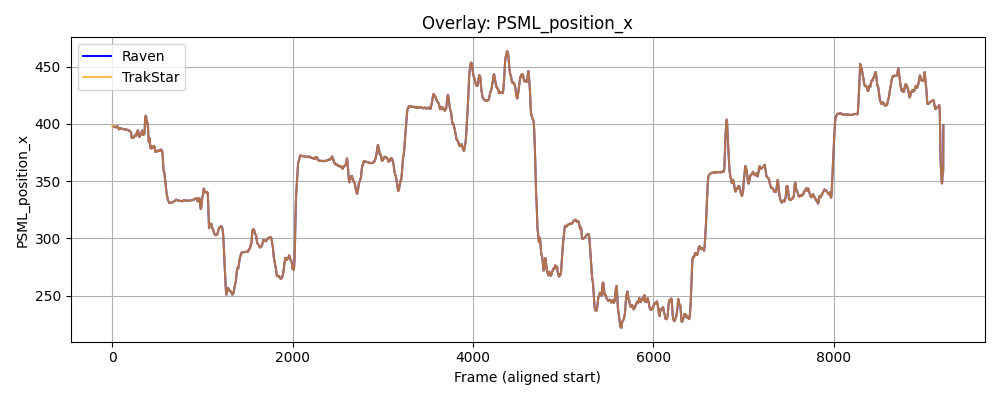 Overlay: PSML_position_x
Raven
TrakStar
PSML_position_x
450
400
350
300
250
0
2000
4000
6000
8000
Frame (aligned start)